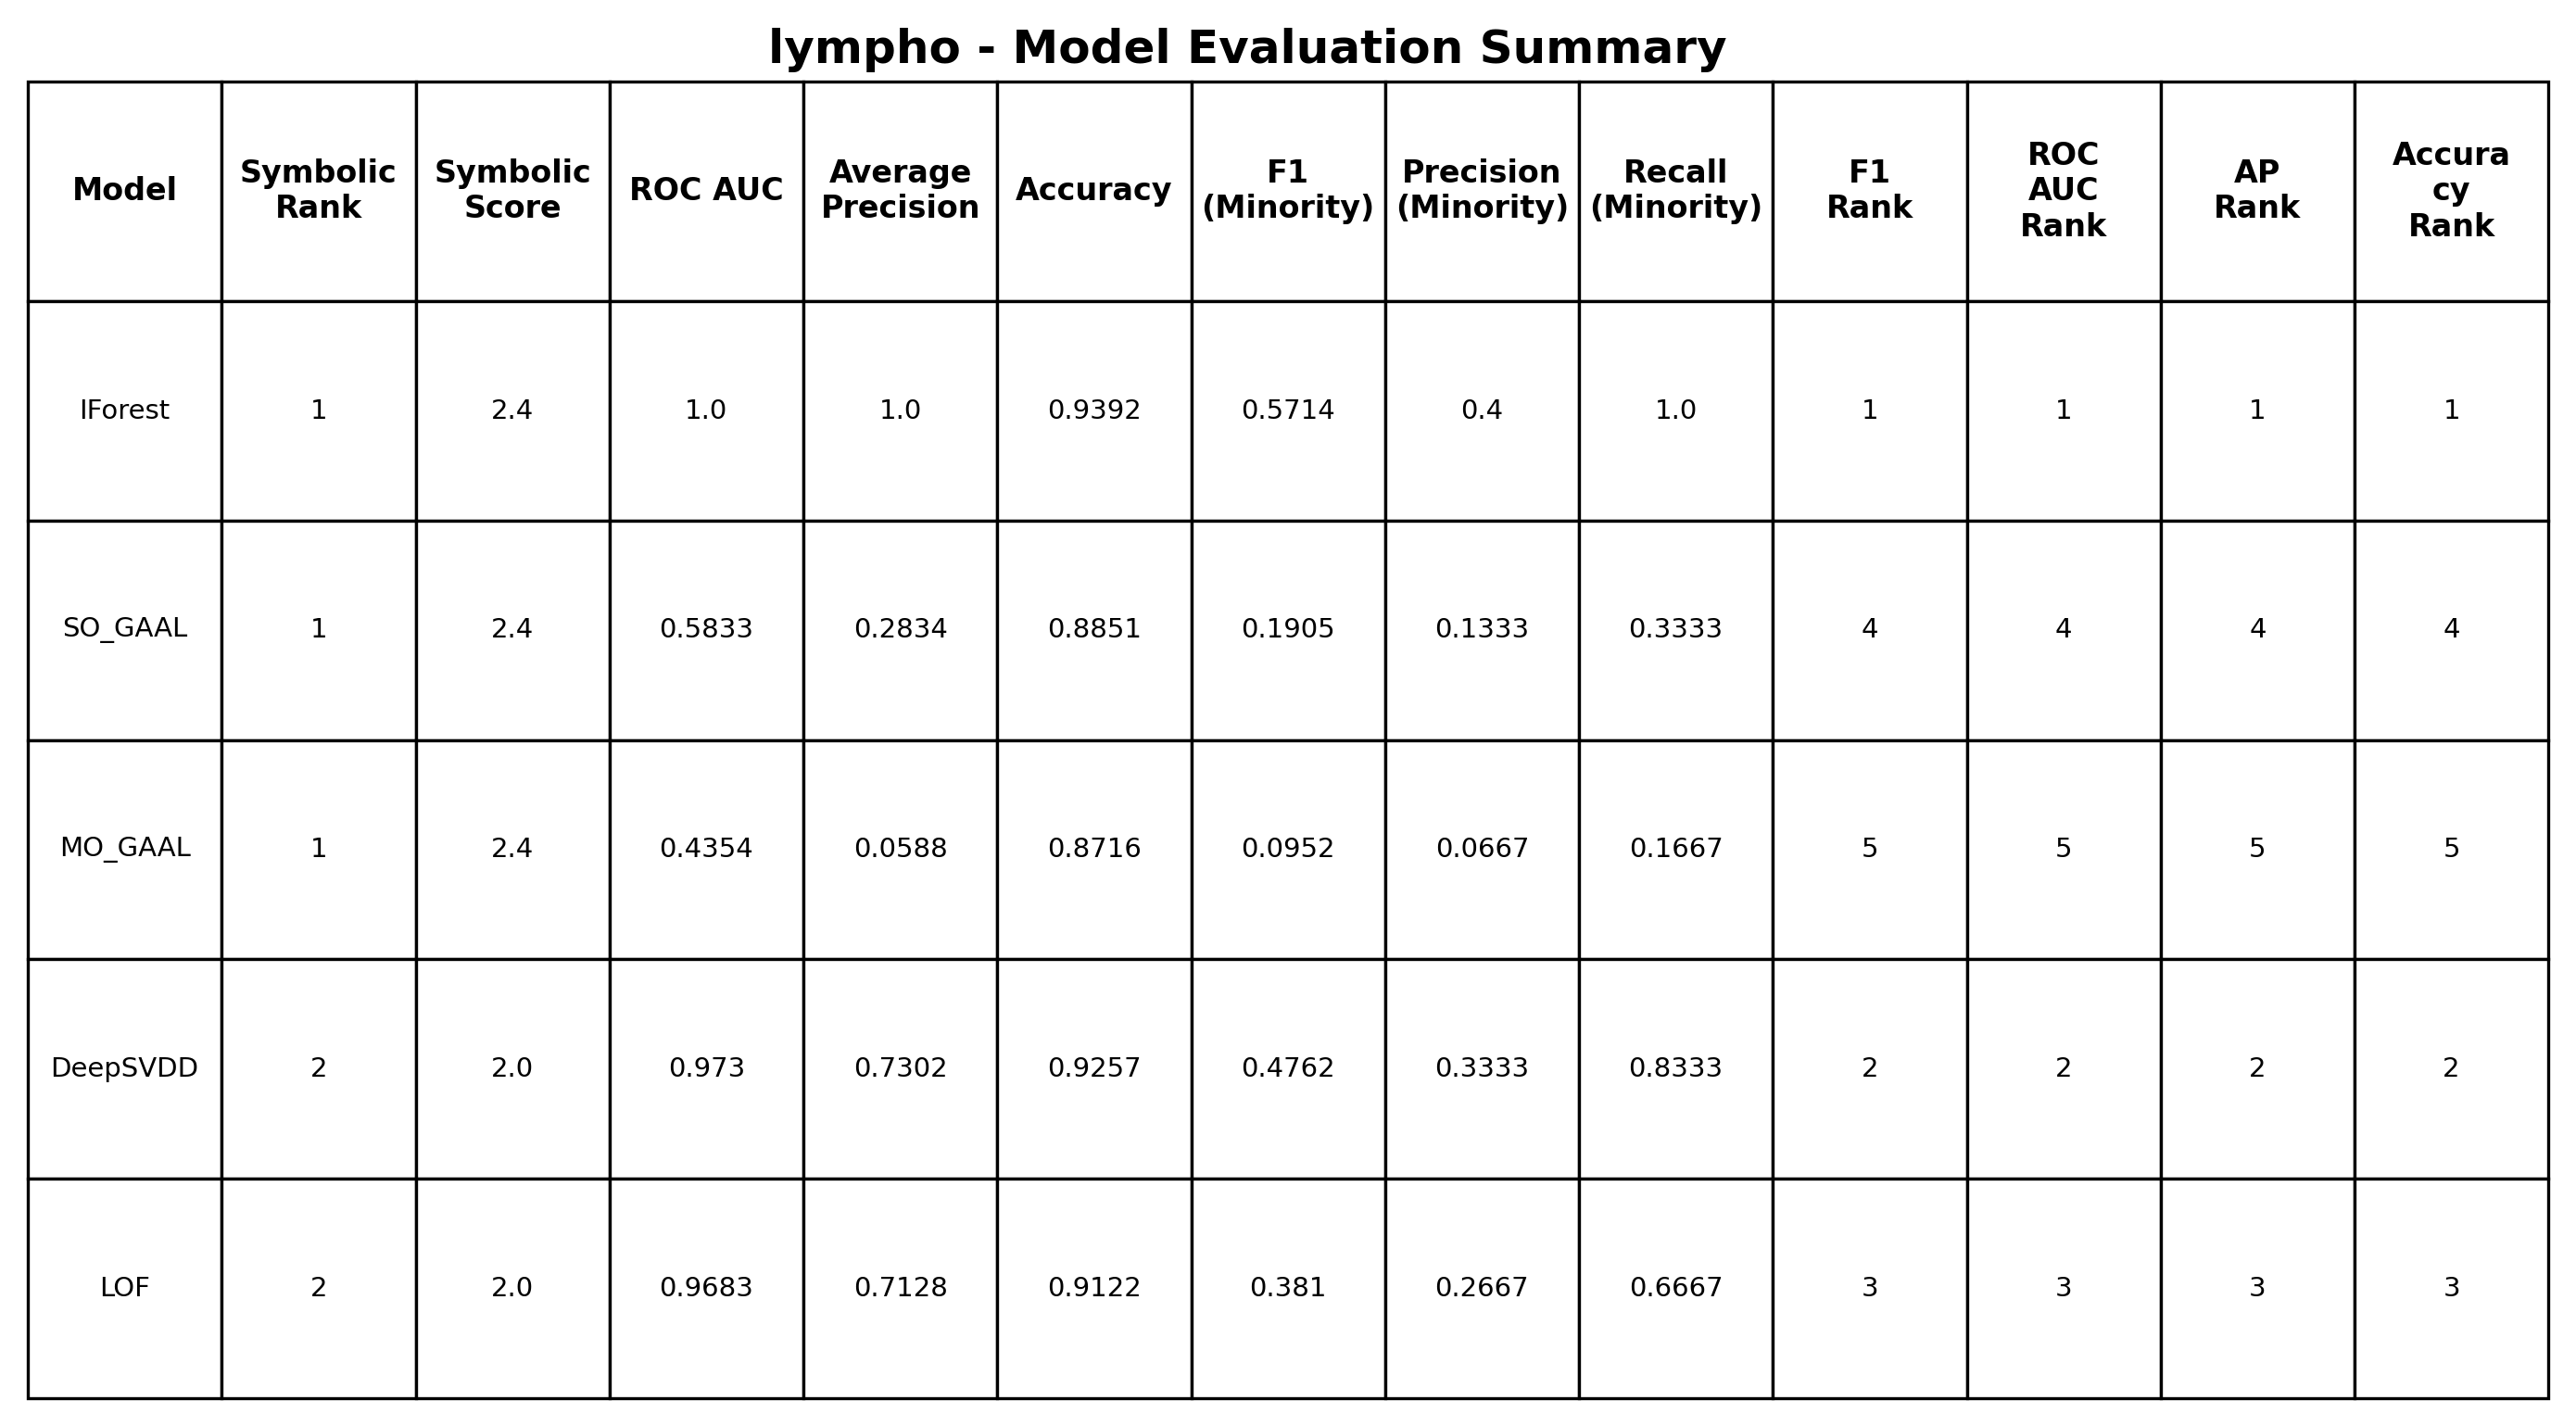 lympho - Model Evaluation Summary
Model Symbolic Rank Symbolic Score ROC AUC Average Precision Accuracy F1 (Minority) Precision (Minority) Recall (Minority) F1 Rank ROC AUC Rank AP Rank Accura cy Rank
IForest 1 2.4 1.0 1.0 0.9392 0.5714 0.4 1.0 1 1 1 1
SO_GAAL 1 2.4 0.5833 0.2834 0.8851 0.1905 0.1333 0.3333 4 4 4 4
MO_GAAL 1 2.4 0.4354 0.0588 0.8716 0.0952 0.0667 0.1667 5 5 5 5
DeepSVDD 2 2.0 0.973 0.7302 0.9257 0.4762 0.3333 0.8333 2 2 2 2
LOF 2 2.0 0.9683 0.7128 0.9122 0.381 0.2667 0.6667 3 3 3 3